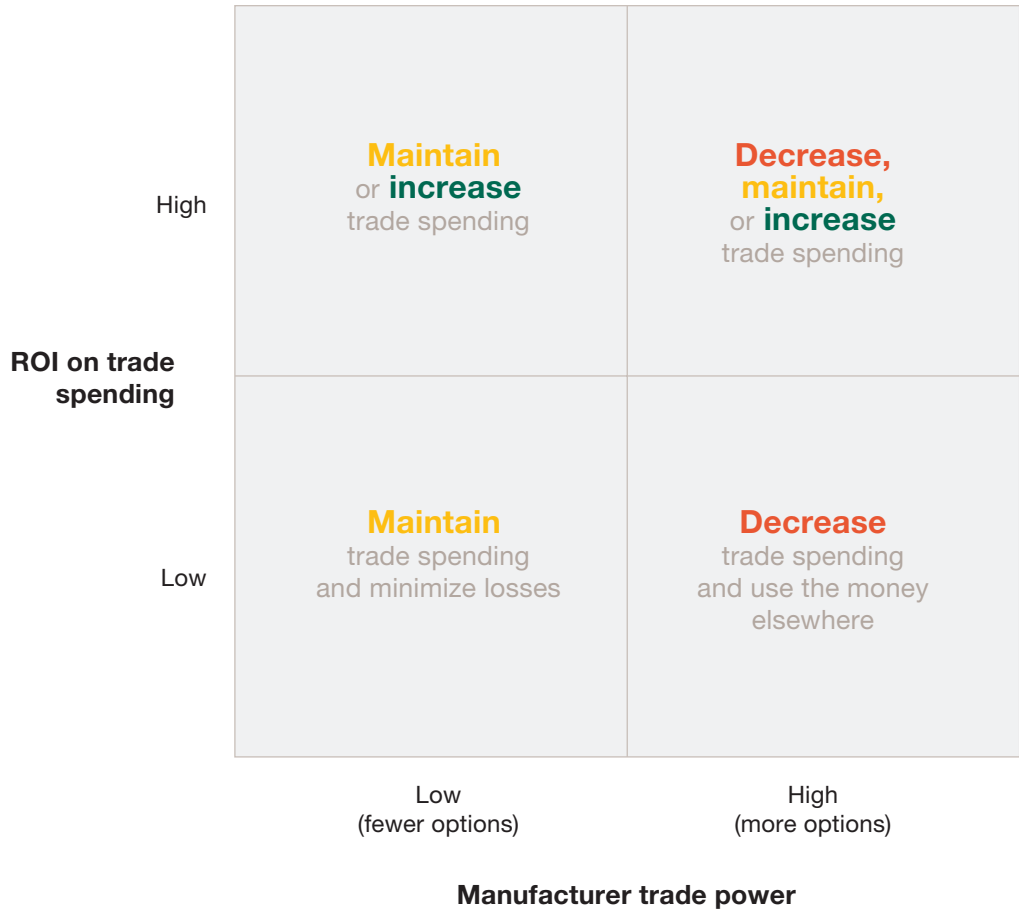 Maintain
or increase
trade spending
Decrease,
maintain,
or increase
trade spending
High
ROI on trade
spending
Maintain
trade spending
and minimize losses
Decrease
trade spending
and use the money
elsewhere
Low
Low
(fewer options)
High
(more options)
Manufacturer trade power